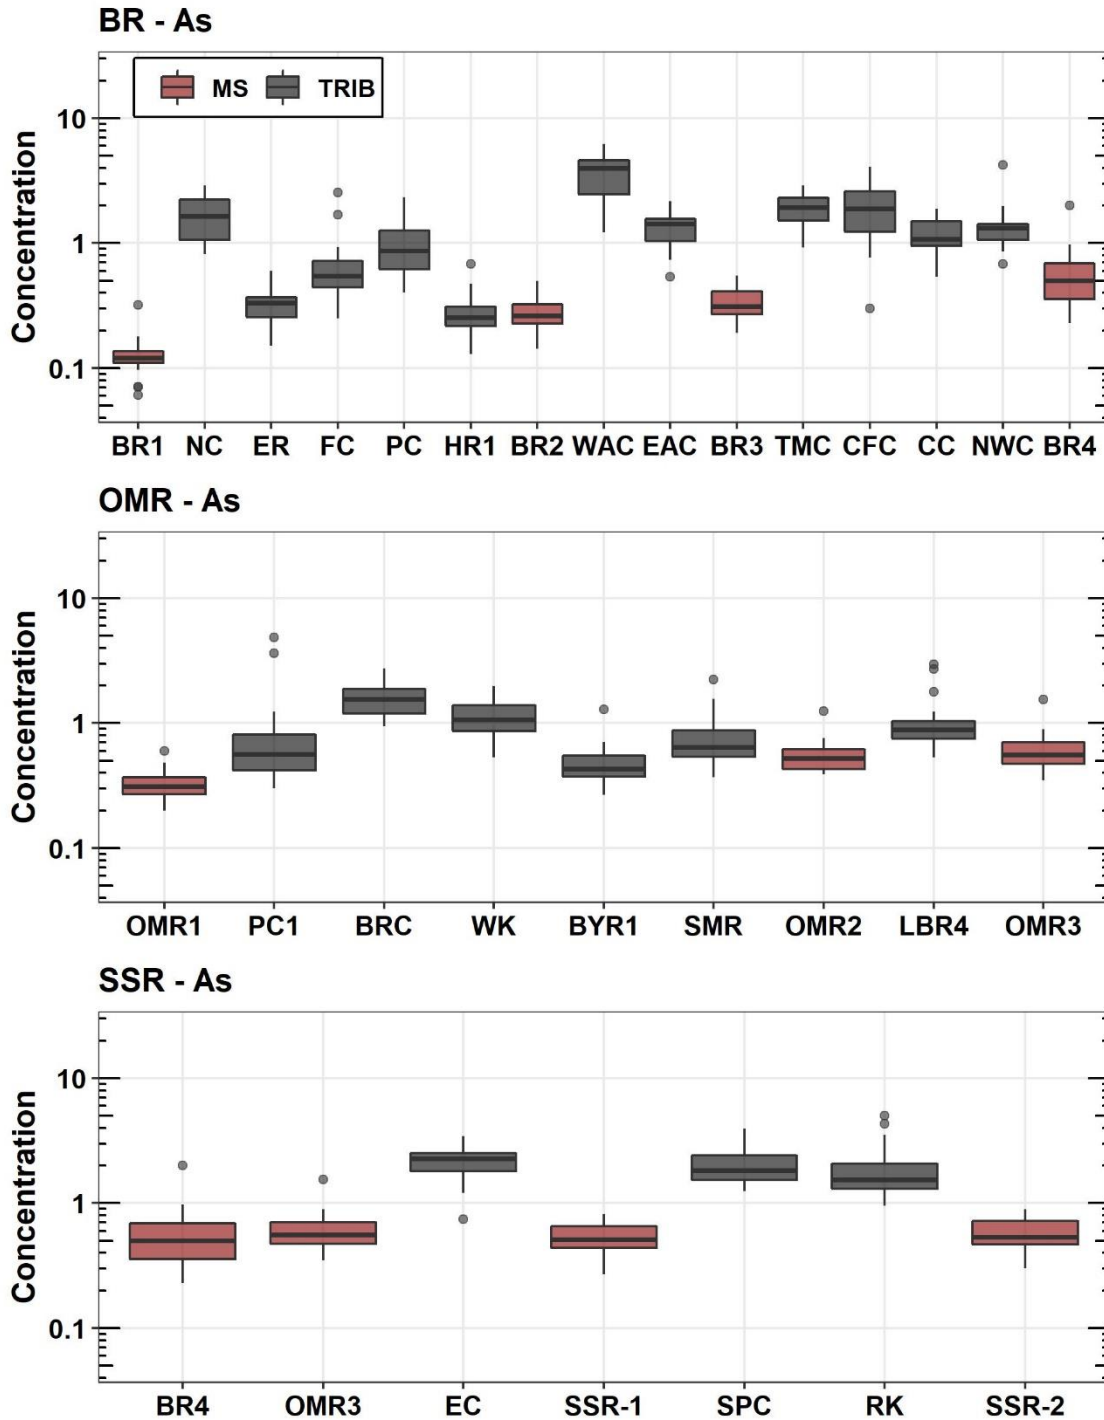 BR - As
MS TRIB
Concentration
10
1
0.1
BR1 NC ER FC PC HR1 BR2 WAC EAC BR3 TMC CFC CC NWC BR4
OMR - As
Concentration
10
1
0.1
OMR1 PC1 BRC WK BYR1 SMR OMR2 LBR4 OMR3
SSR - As
Concentration
10
1
0.1
BR4 OMR3 EC SSR-1 SPC RK SSR-2